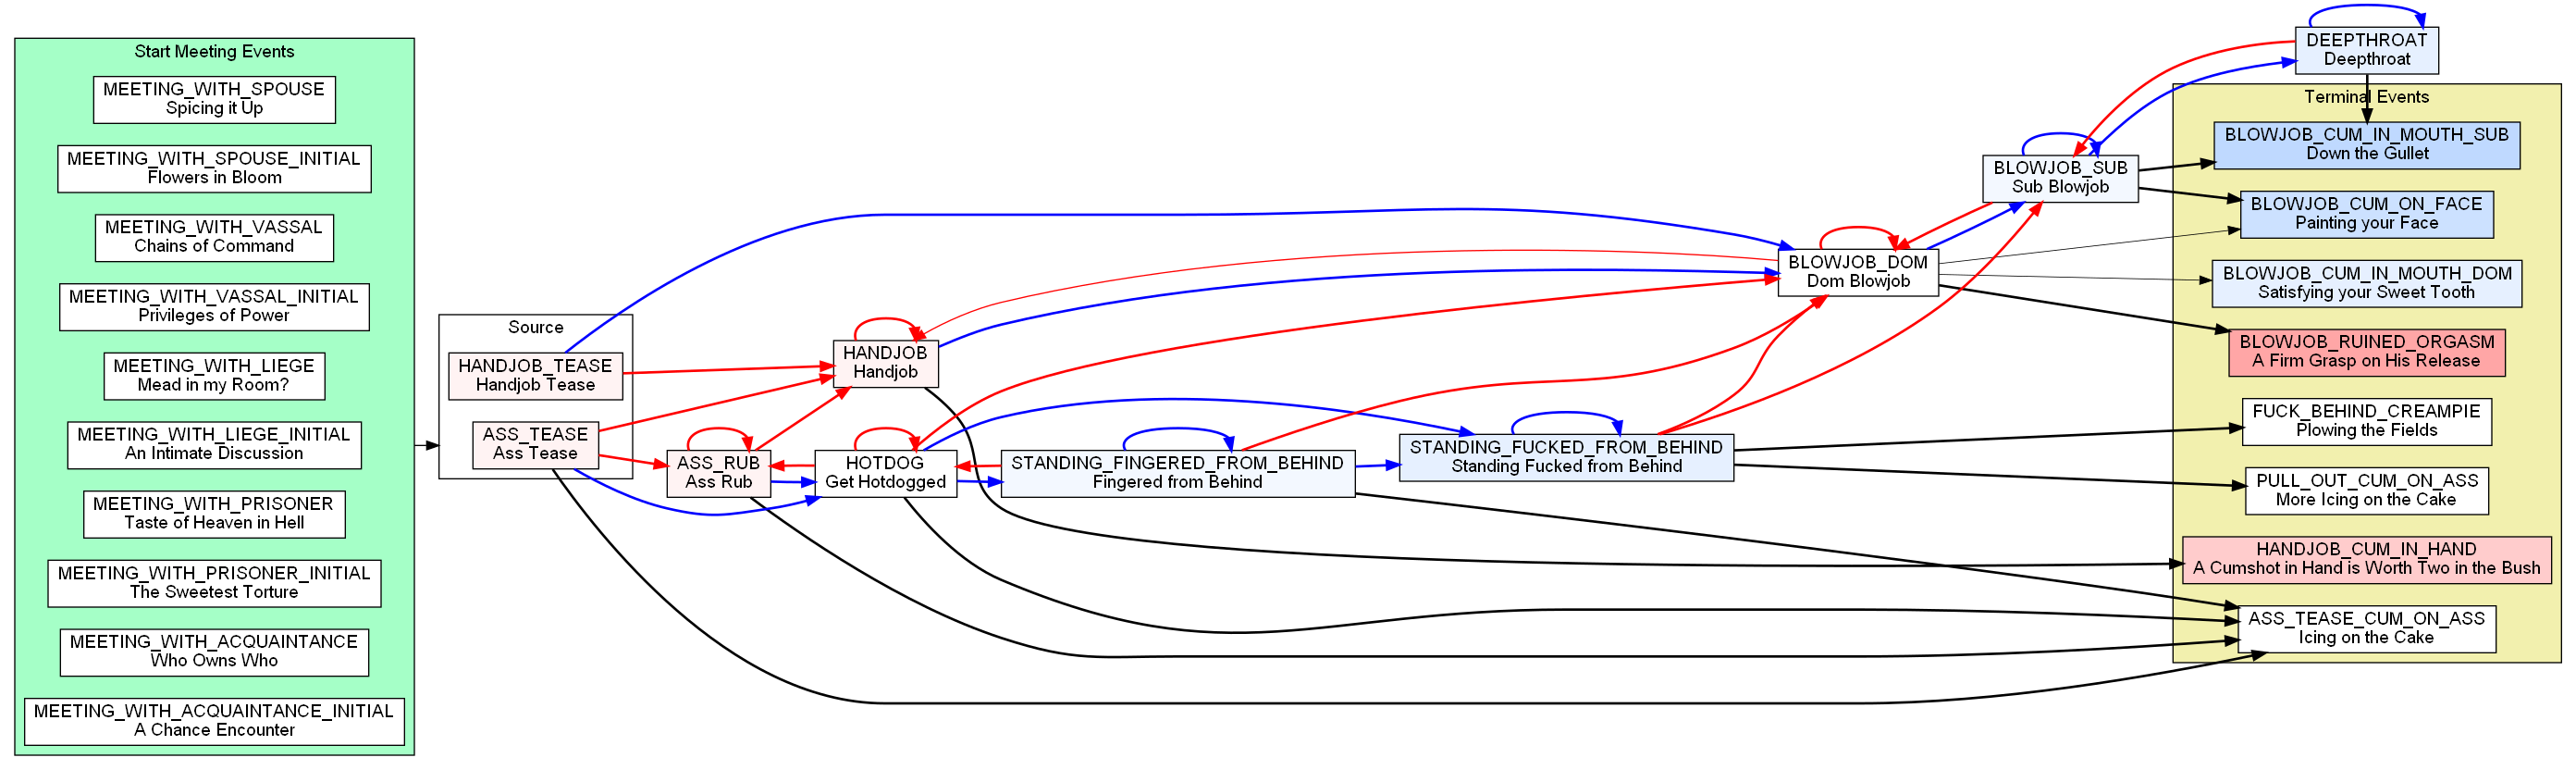 Start Meeting Events
MEETING_WITH_SPOUSE
Spicing it Up
MEETING_WITH_SPOUSE_INITIAL
Flowers in Bloom
MEETING_WITH_VASSAL
Chains of Command
MEETING_WITH_VASSAL_INITIAL
Privileges of Power
MEETING_WITH_LIEGE
Mead in my Room?
MEETING_WITH_LIEGE_INITIAL
An Intimate Discussion
MEETING_WITH_PRISONER
Taste of Heaven in Hell
MEETING_WITH_PRISONER_INITIAL
The Sweetest Torture
MEETING_WITH_ACQUAINTANCE
Who Owns Who
MEETING_WITH_ACQUAINTANCE_INITIAL
A Chance Encounter
Source
HANDJOB_TEASE
Handjob Tease
ASS_TEASE
Ass Tease
ASS_RUB
Ass Rub
HANDJOB
Handjob
HOTDOG
Get Hotdogged
STANDING_FINGERED_FROM_BEHIND
Fingered from Behind
STANDING_FUCKED_FROM_BEHIND
Standing Fucked from Behind
BLOWJOB_DOM
Dom Blowjob
BLOWJOB_SUB
Sub Blowjob
DEEPTHROAT
Deepthroat
Terminal Events
BLOWJOB_CUM_IN_MOUTH_SUB
Down the Gullet
BLOWJOB_CUM_ON_FACE
Painting your Face
BLOWJOB_CUM_IN_MOUTH_DOM
Satisfying your Sweet Tooth
BLOWJOB_RUINED_ORGASM
A Firm Grasp on His Release
FUCK_BEHIND_CREAMPIE
Plowing the Fields
PULL_OUT_CUM_ON_ASS
More Icing on the Cake
HANDJOB_CUM_IN_HAND
A Cumshot in Hand is Worth Two in the Bush
ASS_TEASE_CUM_ON_ASS
Icing on the Cake